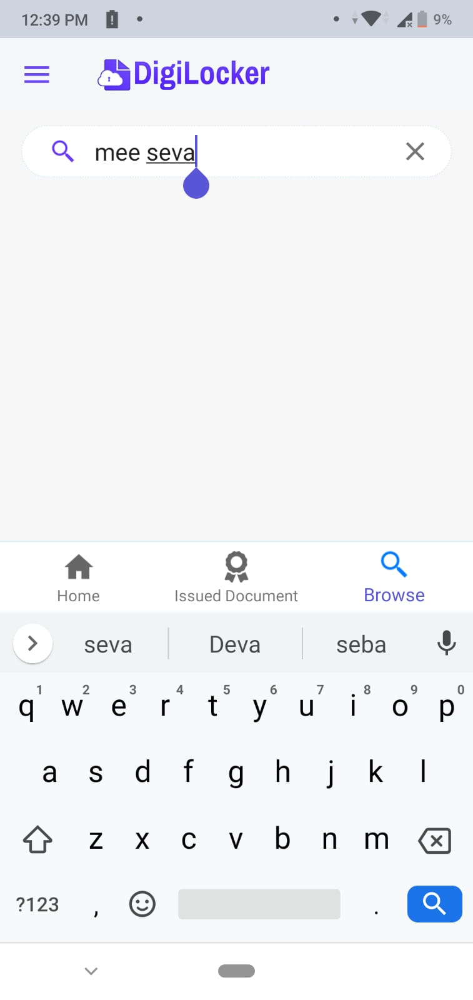 12:39 PM 9%
DigiLocker
mee seva
Home Issued Document Browse
seva Deva seba
1 2 3 4 5 6 7 8 9 0
q w e r t y u i o p
a s d f g h j k l
z x c v b n m
?123 , .